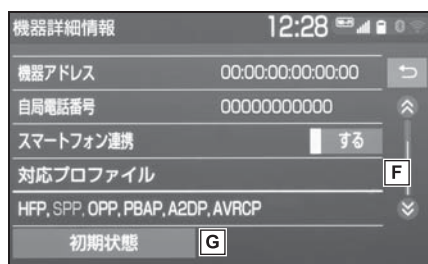 機器詳細情報 12:28
機器アドレス 00:00:00:00:00:00
自局電話番号 00000000000
スマートフォン連携 する
対応プロファイル F
HFP, SPP, OPP, PBAP, A2DP, AVRCP
初期状態 G